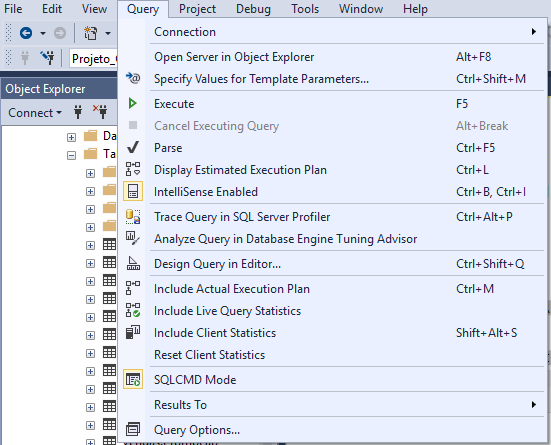 File Edit View Query Project Debug Tools Window Help
Projeto_
Object Explorer
Connect
Da
Ta
Connection
Open Server in Object Explorer Alt+F8
Specify Values for Template Parameters... Ctrl+Shift+M
Execute F5
Cancel Executing Query Alt+Break
Parse Ctrl+F5
Display Estimated Execution Plan Ctrl+L
IntelliSense Enabled Ctrl+B, Ctrl+I
Trace Query in SQL Server Profiler Ctrl+Alt+P
Analyze Query in Database Engine Tuning Advisor
Design Query in Editor... Ctrl+Shift+Q
Include Actual Execution Plan Ctrl+M
Include Live Query Statistics
Include Client Statistics Shift+Alt+S
Reset Client Statistics
SQLCMD Mode
Results To
Query Options...